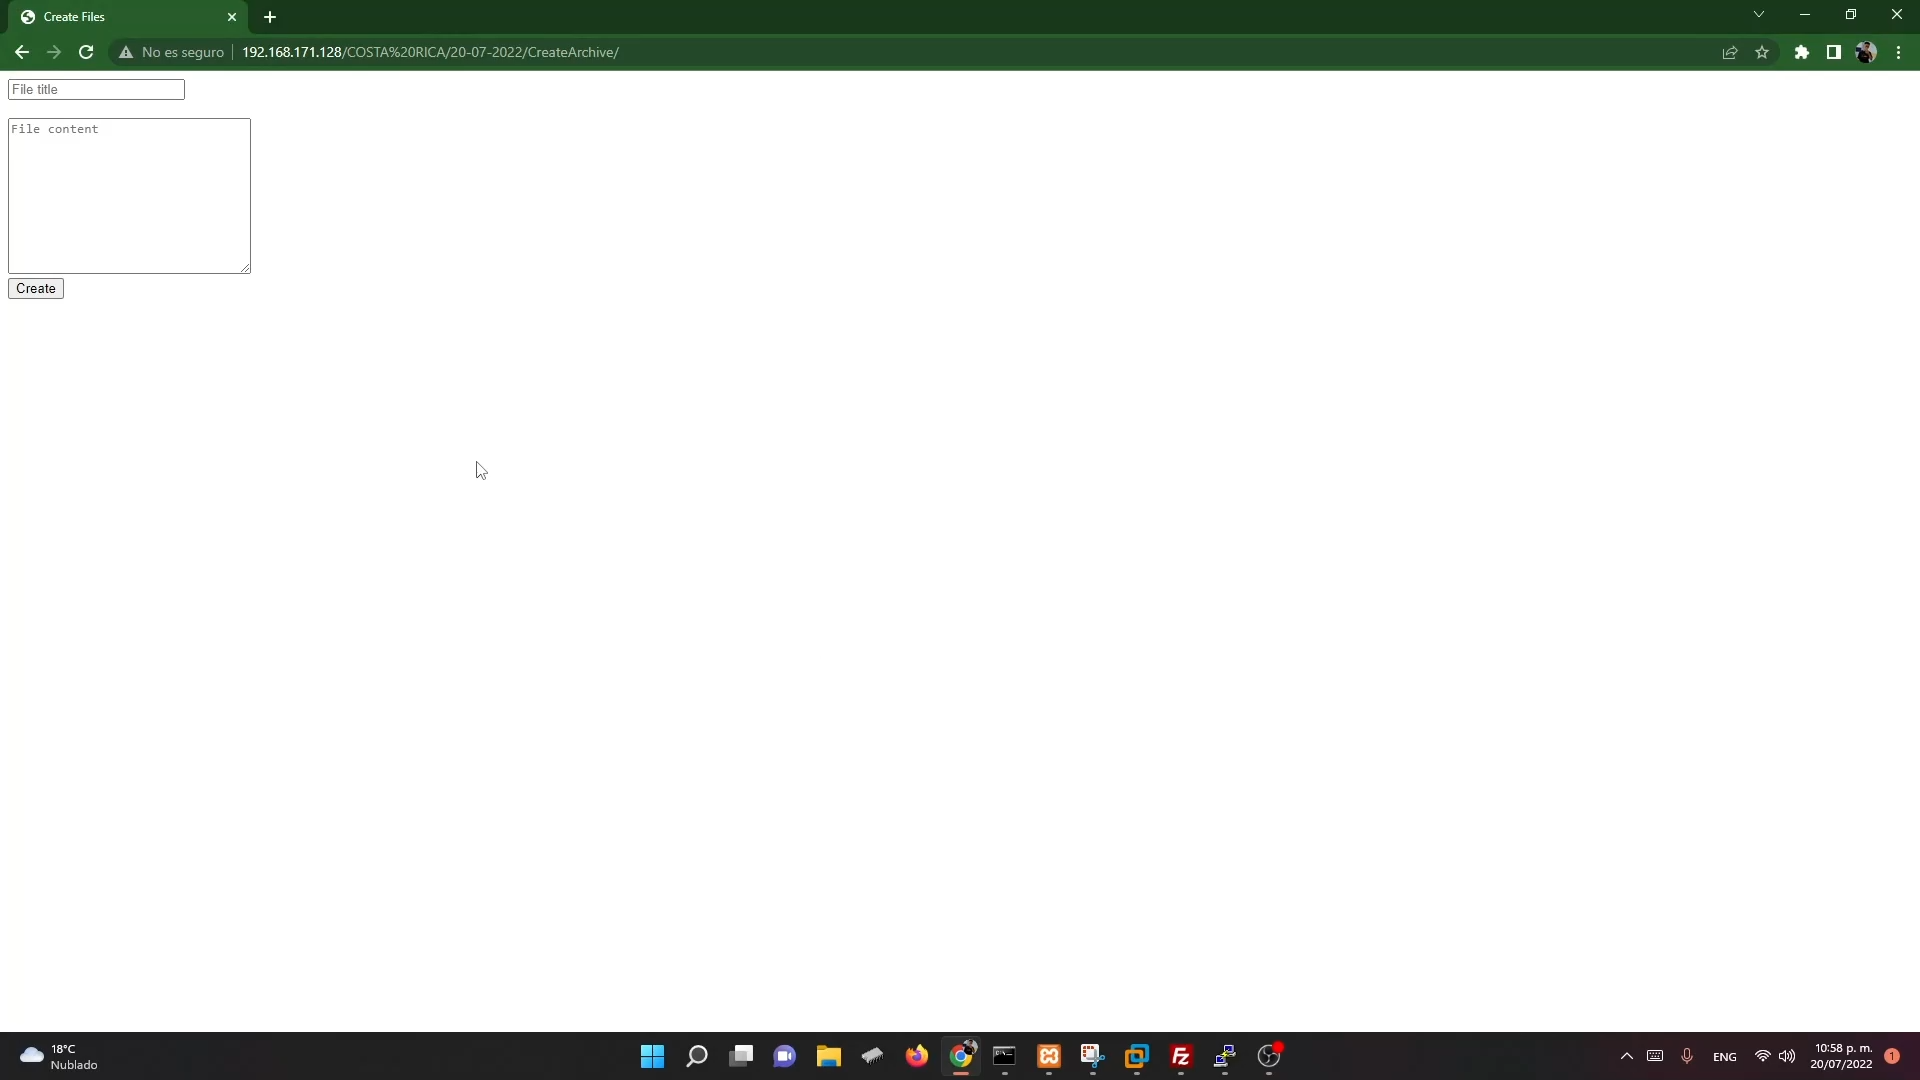 Create Files
No es seguro
192.168.171.128/COSTA%20RICA/20-07-2022/CreateArchive/
File title
File content
Create
18°C
Nublado
ENG
10:58 p. m.
20/07/2022
1